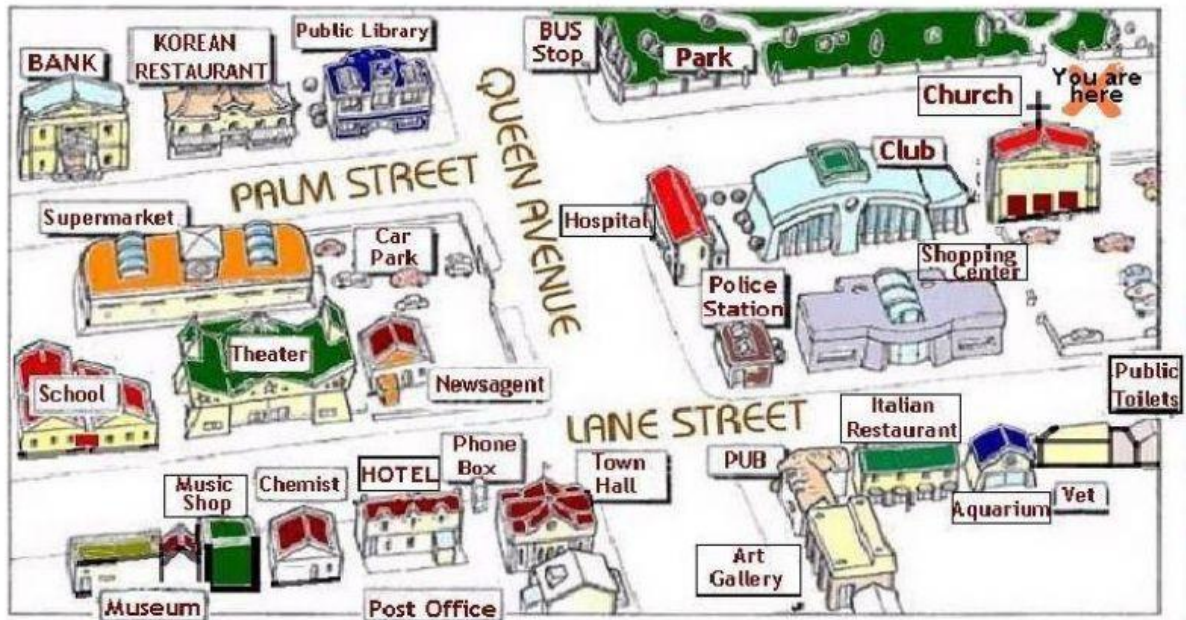 BANK
KOREAN
RESTAURANT
Public Library
BUS
Stop
Park
You are
here
Church
QUEEN AVENUE
PALM STREET
Club
Supermarket
Car
Park
Hospital
Shopping
Center
Police
Station
Theater
School
Newsagent
Public
Toilets
LANE STREET
Italian
Restaurant
Phone
Box
Town
Hall
PUB
HOTEL
Chemist
Music
Shop
Aquarium
Vet
Art
Gallery
Museum
Post Office